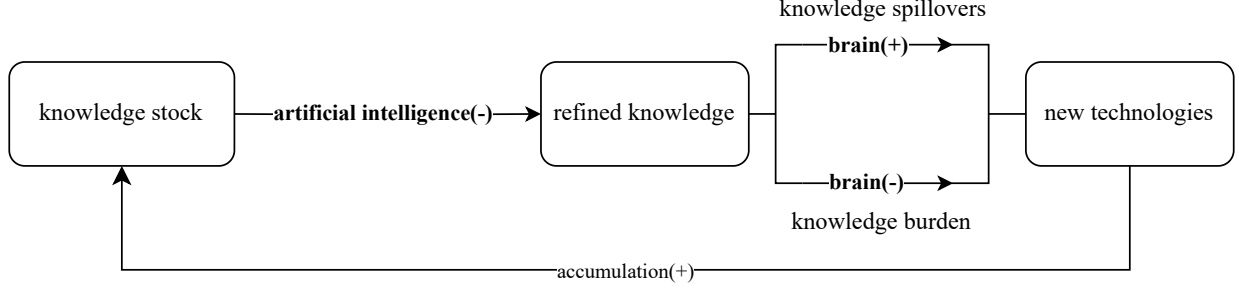 knowledge spillovers
brain(+)
knowledge stock
artificial intelligence(-)
refined knowledge
new technologies
brain(-)
knowledge burden
accumulation(+)